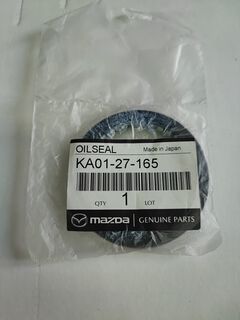 OILSEAL Made in Japan
KA01-27-165
QTY 1 LOT
mazda GENUINE PARTS